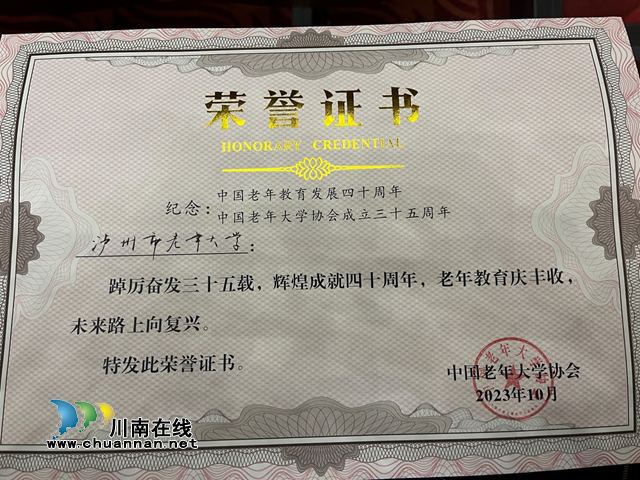 荣誉证书
HONORARY CREDENTIAL
纪念：
中国老年教育发展四十周年
中国老年大学协会成立三十五周年
泸州市老年大学：
踔厉奋发三十五载，辉煌成就四十周年，老年教育庆丰收，
未来路上向复兴。
特发此荣誉证书。
中国老年大学协会
2023年10月
川南在线
www.chuannan.net